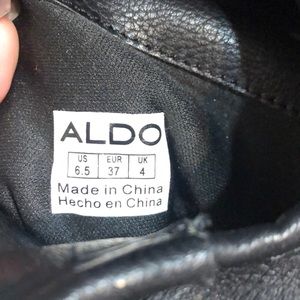 ALDO
US EUR UK
6.5 37 4
Made in China
Hecho en China